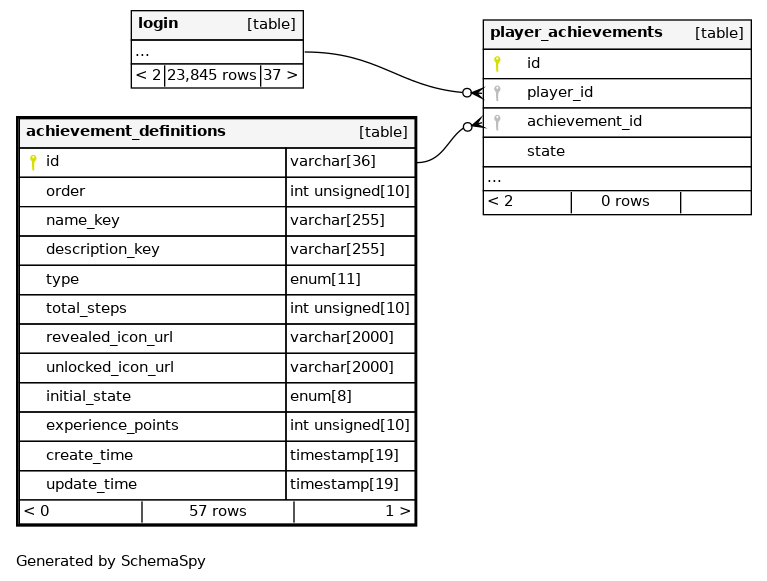 login [table]
...
< 2 23,845 rows 37 >
player_achievements [table]
id
player_id
achievement_id
state
...
< 2 0 rows
achievement_definitions [table]
id varchar[36]
order int unsigned[10]
name_key varchar[255]
description_key varchar[255]
type enum[11]
total_steps int unsigned[10]
revealed_icon_url varchar[2000]
unlocked_icon_url varchar[2000]
initial_state enum[8]
experience_points int unsigned[10]
create_time timestamp[19]
update_time timestamp[19]
< 0 57 rows 1 >
Generated by SchemaSpy